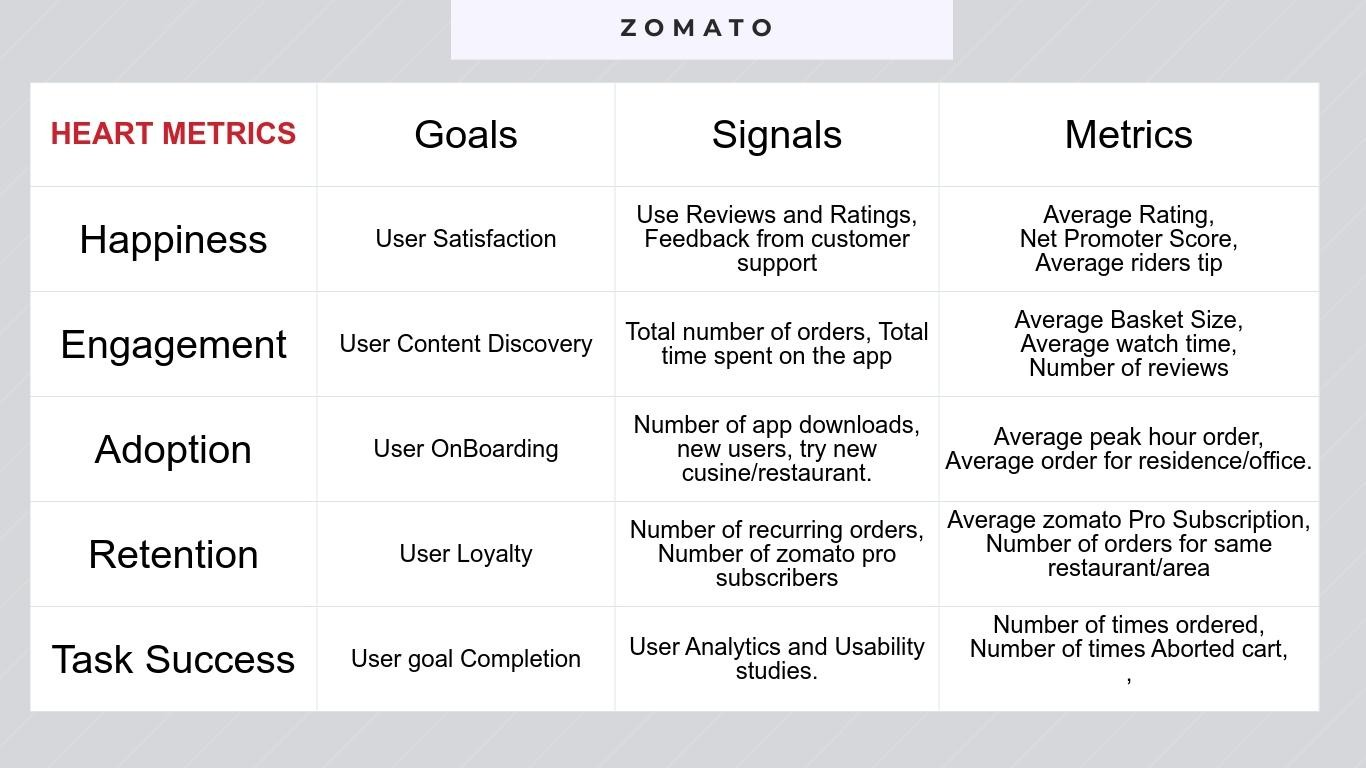 ZOMATO
HEART METRICS
Goals
Signals
Metrics
Happiness
User Satisfaction
Use Reviews and Ratings,
Feedback from customer
support
Average Rating,
Net Promoter Score,
Average riders tip
Engagement
User Content Discovery
Total number of orders, Total
time spent on the app
Average Basket Size,
Average watch time,
Number of reviews
Adoption
User OnBoarding
Number of app downloads,
new users, try new
cusine/restaurant.
Average peak hour order,
Average order for residence/office.
Retention
User Loyalty
Number of recurring orders,
Number of zomato pro
subscribers
Average zomato Pro Subscription,
Number of orders for same
restaurant/area
Task Success
User goal Completion
User Analytics and Usability
studies.
Number of times ordered,
Number of times Aborted cart,
,